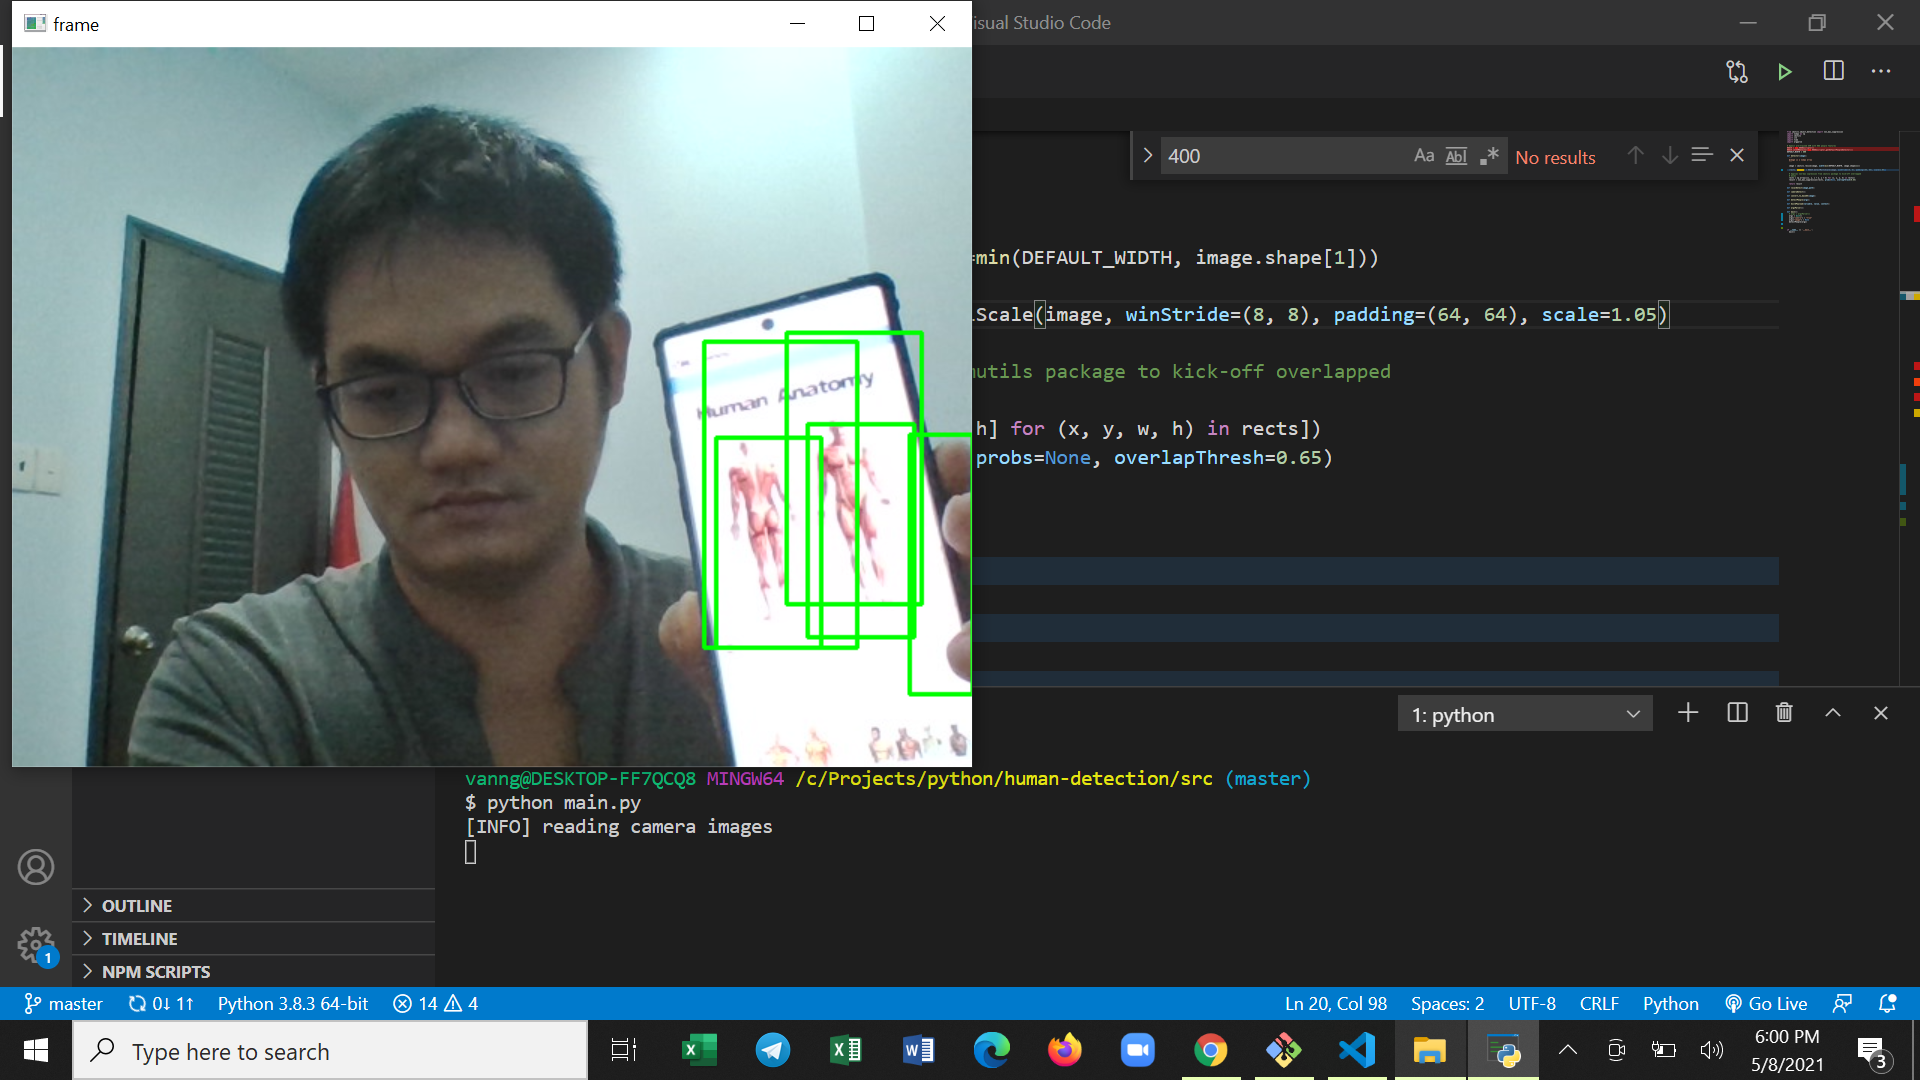 frame
isual Studio Code
400
Aa
Abl
No results
Human Anatomy
=min(DEFAULT_WIDTH, image.shape[1]))
Scale(image, winStride=(8, 8), padding=(64, 64), scale=1.05)
utils package to kick-off overlapped
h] for (x, y, w, h) in rects])
probs=None, overlapThresh=0.65)
1: python
vanng@DESKTOP-FF7QCQ8 MINGW64 /c/Projects/python/human-detection/src (master)
$ python main.py
[INFO] reading camera images
OUTLINE
TIMELINE
NPM SCRIPTS
1
master
0↓ 1↑
Python 3.8.3 64-bit
14
4
Ln 20, Col 98
Spaces: 2
UTF-8
CRLF
Python
Go Live
Type here to search
6:00 PM
5/8/2021
3